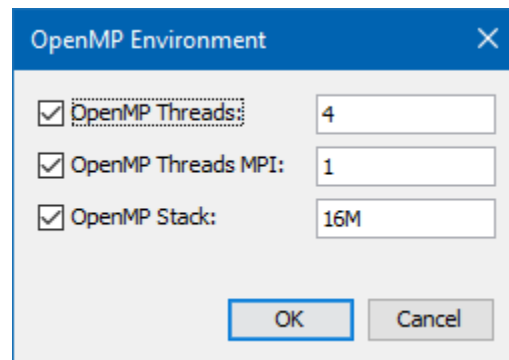 OpenMP Environment
OpenMP Threads: 4
OpenMP Threads MPI: 1
OpenMP Stack: 16M
OK Cancel